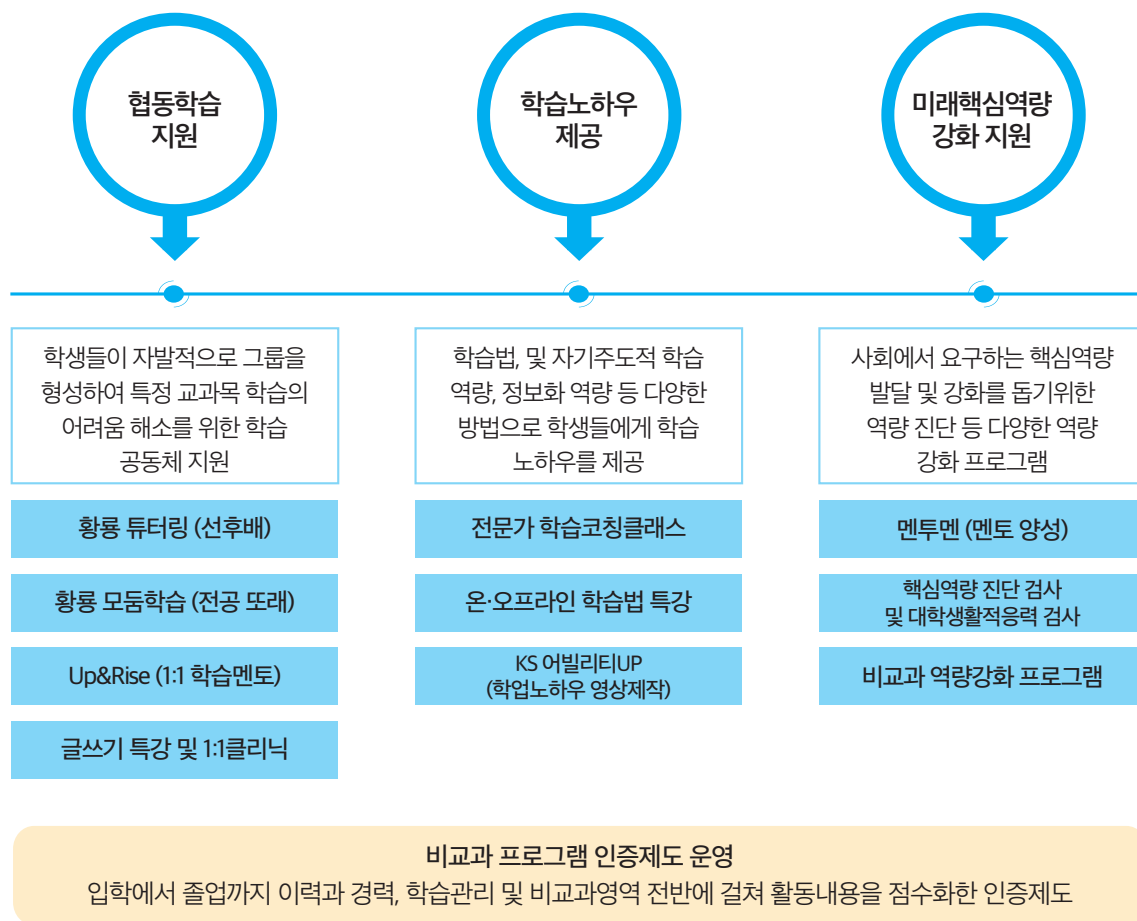 협동학습
지원
학습노하우
제공
미래핵심역량
강화 지원
학생들이 자발적으로 그룹을
형성하여 특정 교과목 학습의
어려움 해소를 위한 학습
공동체 지원
황룡 튜터링 (선후배)
황룡 모둠학습 (전공 또래)
Up&Rise (1:1 학습멘토)
글쓰기 특강 및 1:1클리닉
학습법, 및 자기주도적 학습
역량, 정보화 역량 등 다양한
방법으로 학생들에게 학습
노하우를 제공
전문가 학습코칭클래스
온·오프라인 학습법 특강
KS 어빌리티UP
(학업노하우 영상제작)
사회에서 요구하는 핵심역량
발달 및 강화를 돕기위한
역량 진단 등 다양한 역량
강화 프로그램
멘투멘 (멘토 양성)
핵심역량 진단 검사
및 대학생활적응력 검사
비교과 역량강화 프로그램
비교과 프로그램 인증제도 운영
입학에서 졸업까지 이력과 경력, 학습관리 및 비교과영역 전반에 걸쳐 활동내용을 점수화한 인증제도